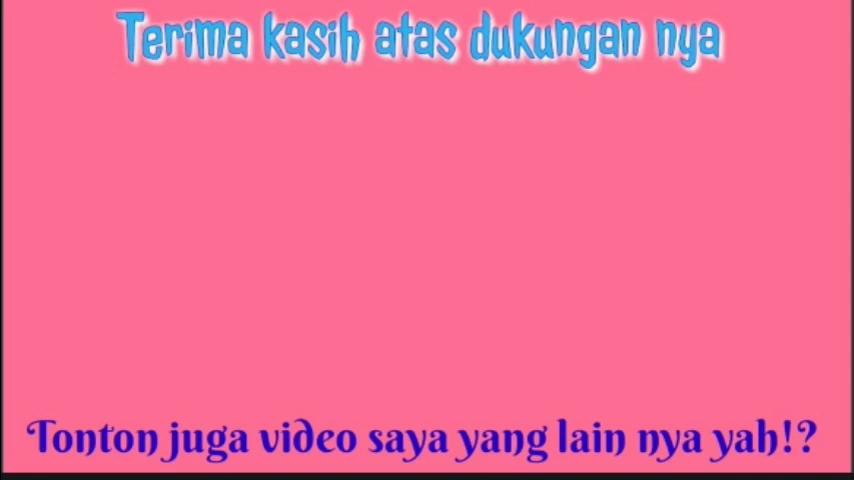 Terima kasih atas dukungan nya
Tonton juga video saya yang lain nya yah!?